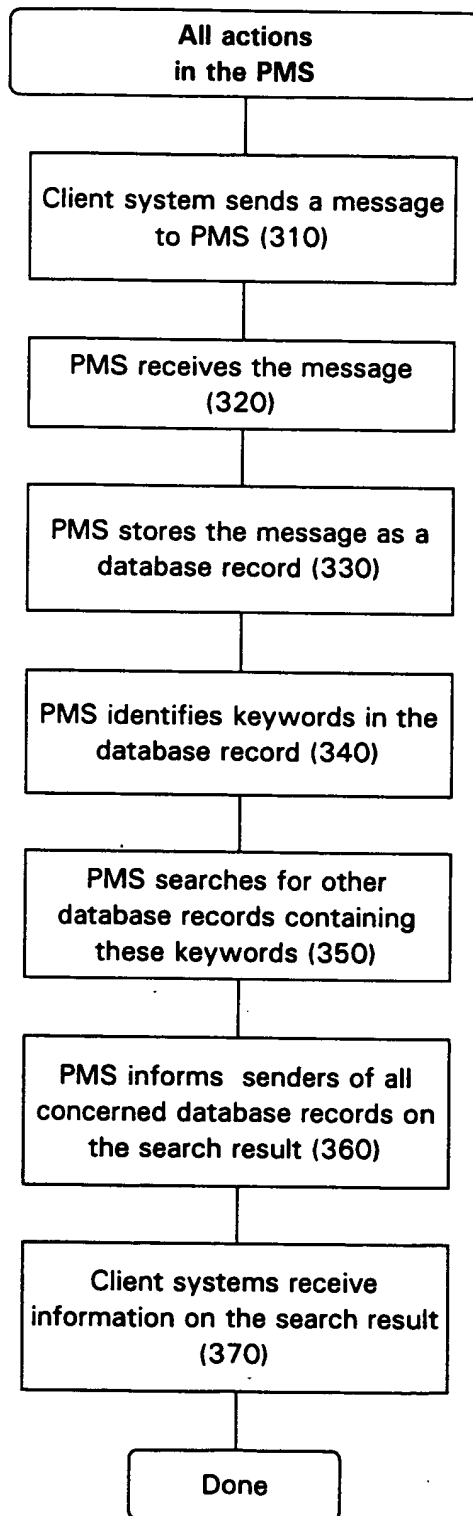 All actions
in the PMS
Client system sends a message
to PMS (310)
PMS receives the message
(320)
PMS stores the message as a
database record (330)
PMS identifies keywords in the
database record (340)
PMS searches for other
database records containing
these keywords (350)
PMS informs senders of all
concerned database records on
the search result (360)
Client systems receive
information on the search result
(370)
Done